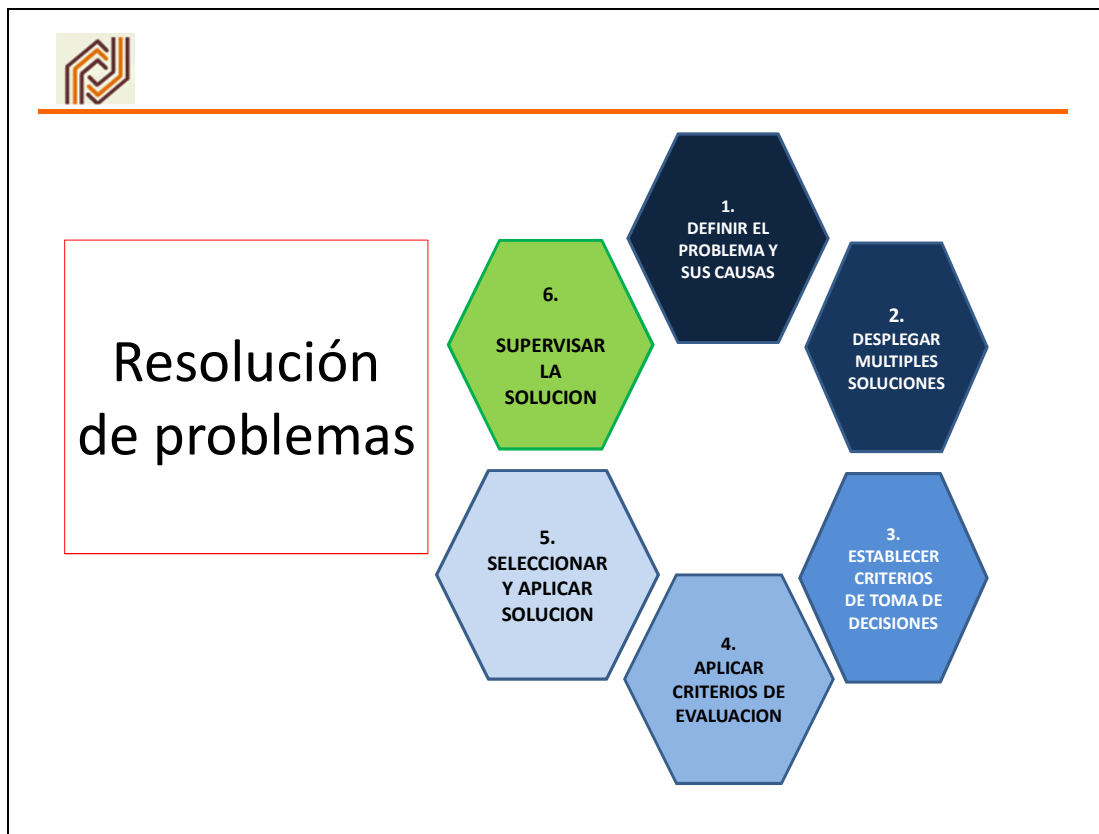 Resolución
de problemas
1.
DEFINIR EL
PROBLEMA Y
SUS CAUSAS
2.
DESPLEGAR
MULTIPLES
SOLUCIONES
3.
ESTABLECER
CRITERIOS
DE TOMA DE
DECISIONES
4.
APLICAR
CRITERIOS DE
EVALUACION
5.
SELECCIONAR
Y APLICAR
SOLUCION
6.
SUPERVISAR
LA
SOLUCION